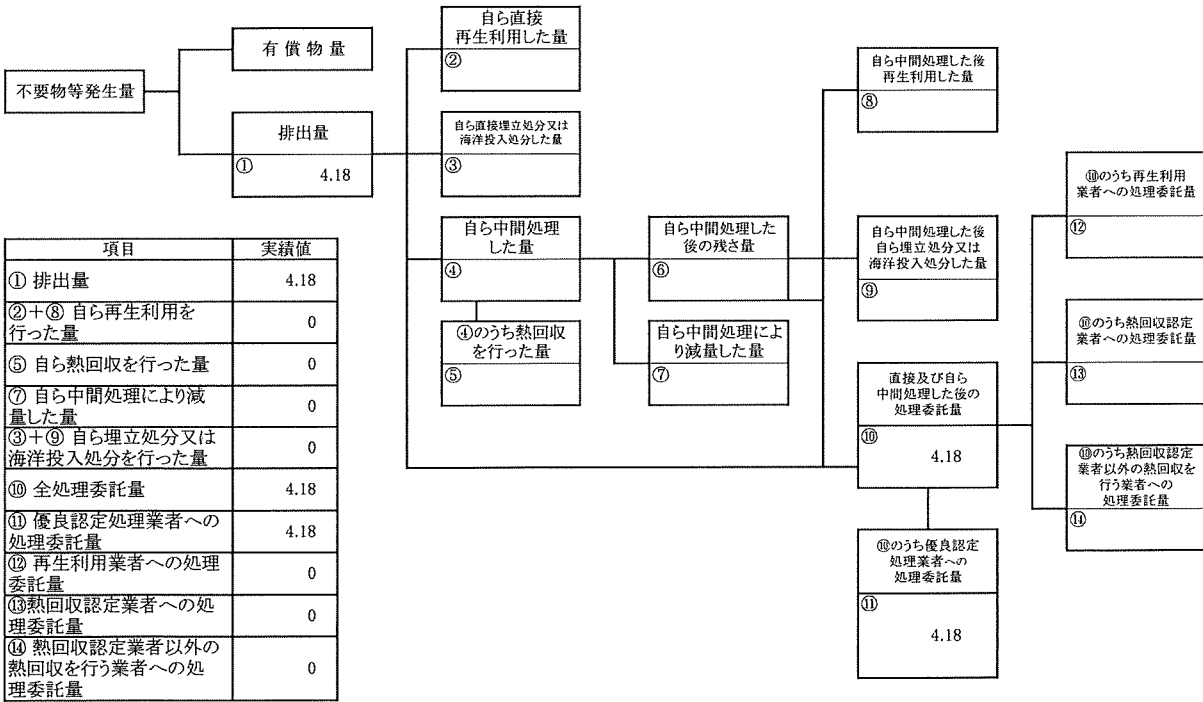 不要物等発生量
有償物量
排出量
①
4.18
自ら直接
再生利用した量
②
自ら直接埋立処分又は
海洋投入処分した量
③
自ら中間処理
した量
④
④のうち熱回収
を行った量
⑤
自ら中間処理した
後の残さ量
⑥
自ら中間処理によ
り減量した量
⑦
自ら中間処理した後
再生利用した量
⑧
自ら中間処理した後
自ら埋立処分又は
海洋投入処分した量
⑨
直接及び自ら
中間処理した後の
処理委託量
⑩
4.18
⑩のうち優良認定
処理業者への
処理委託量
⑪
4.18
⑩のうち再生利用
業者への処理委託量
⑫
⑩のうち熱回収認定
業者への処理委託量
⑬
⑩のうち熱回収認定
業者以外の熱回収を
行う業者への
処理委託量
⑭
項目 実績値
① 排出量 4.18
②+⑧ 自ら再生利用を
行った量 0
⑤ 自ら熱回収を行った量 0
⑦ 自ら中間処理により減
量した量 0
③+⑨ 自ら埋立処分又は
海洋投入処分を行った量 0
⑩ 全処理委託量 4.18
⑪ 優良認定処理業者への
処理委託量 4.18
⑫ 再生利用業者への処理
委託量 0
⑬熱回収認定業者への処
理委託量 0
⑭ 熱回収認定業者以外の
熱回収を行う業者への処
理委託量 0